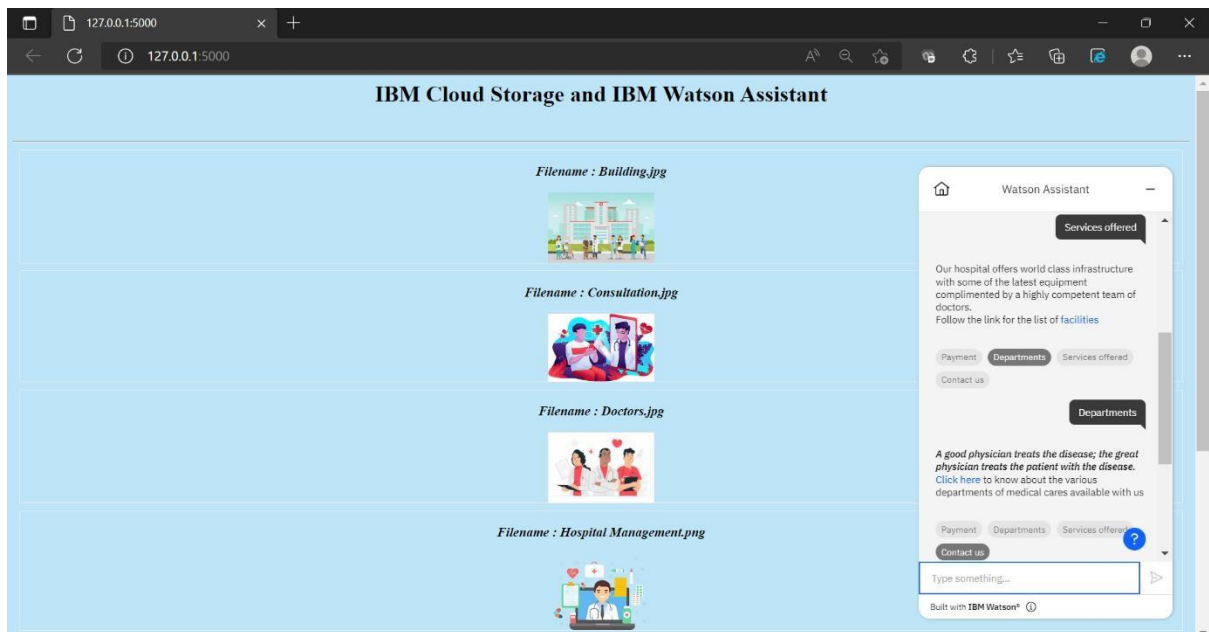 127.0.0.1:5000
127.0.0.1:5000
IBM Cloud Storage and IBM Watson Assistant
Filename : Building.jpg
Filename : Consultation.jpg
Filename : Doctors.jpg
Filename : Hospital Management.png
Watson Assistant
Services offered
Our hospital offers world class infrastructure
with some of the latest equipment
complimented by a highly competent team of
doctors.
Follow the link for the list of facilities
Payment Departments Services offered
Contact us
Departments
A good physician treats the disease; the great
physician treats the patient with the disease.
Click here to know about the various
departments of medical cares available with us
Payment Departments Services offered
?
Contact us
Type something...
Built with IBM Watson®